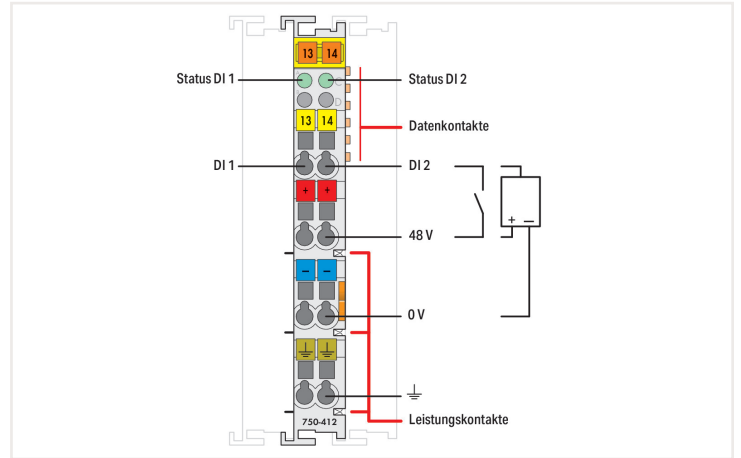 13 14
Status DI 1
Status DI 2
C
D
Datenkontakte
13 14
DI 1
DI 2
+ +
+ −
48 V
− −
0 V
Leistungskontakte
750-412